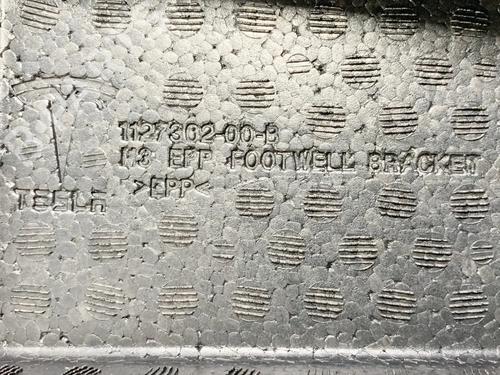 1127302-00-B
M3 EPP FOOTWELL BRACKET
>EPP<
TESLA